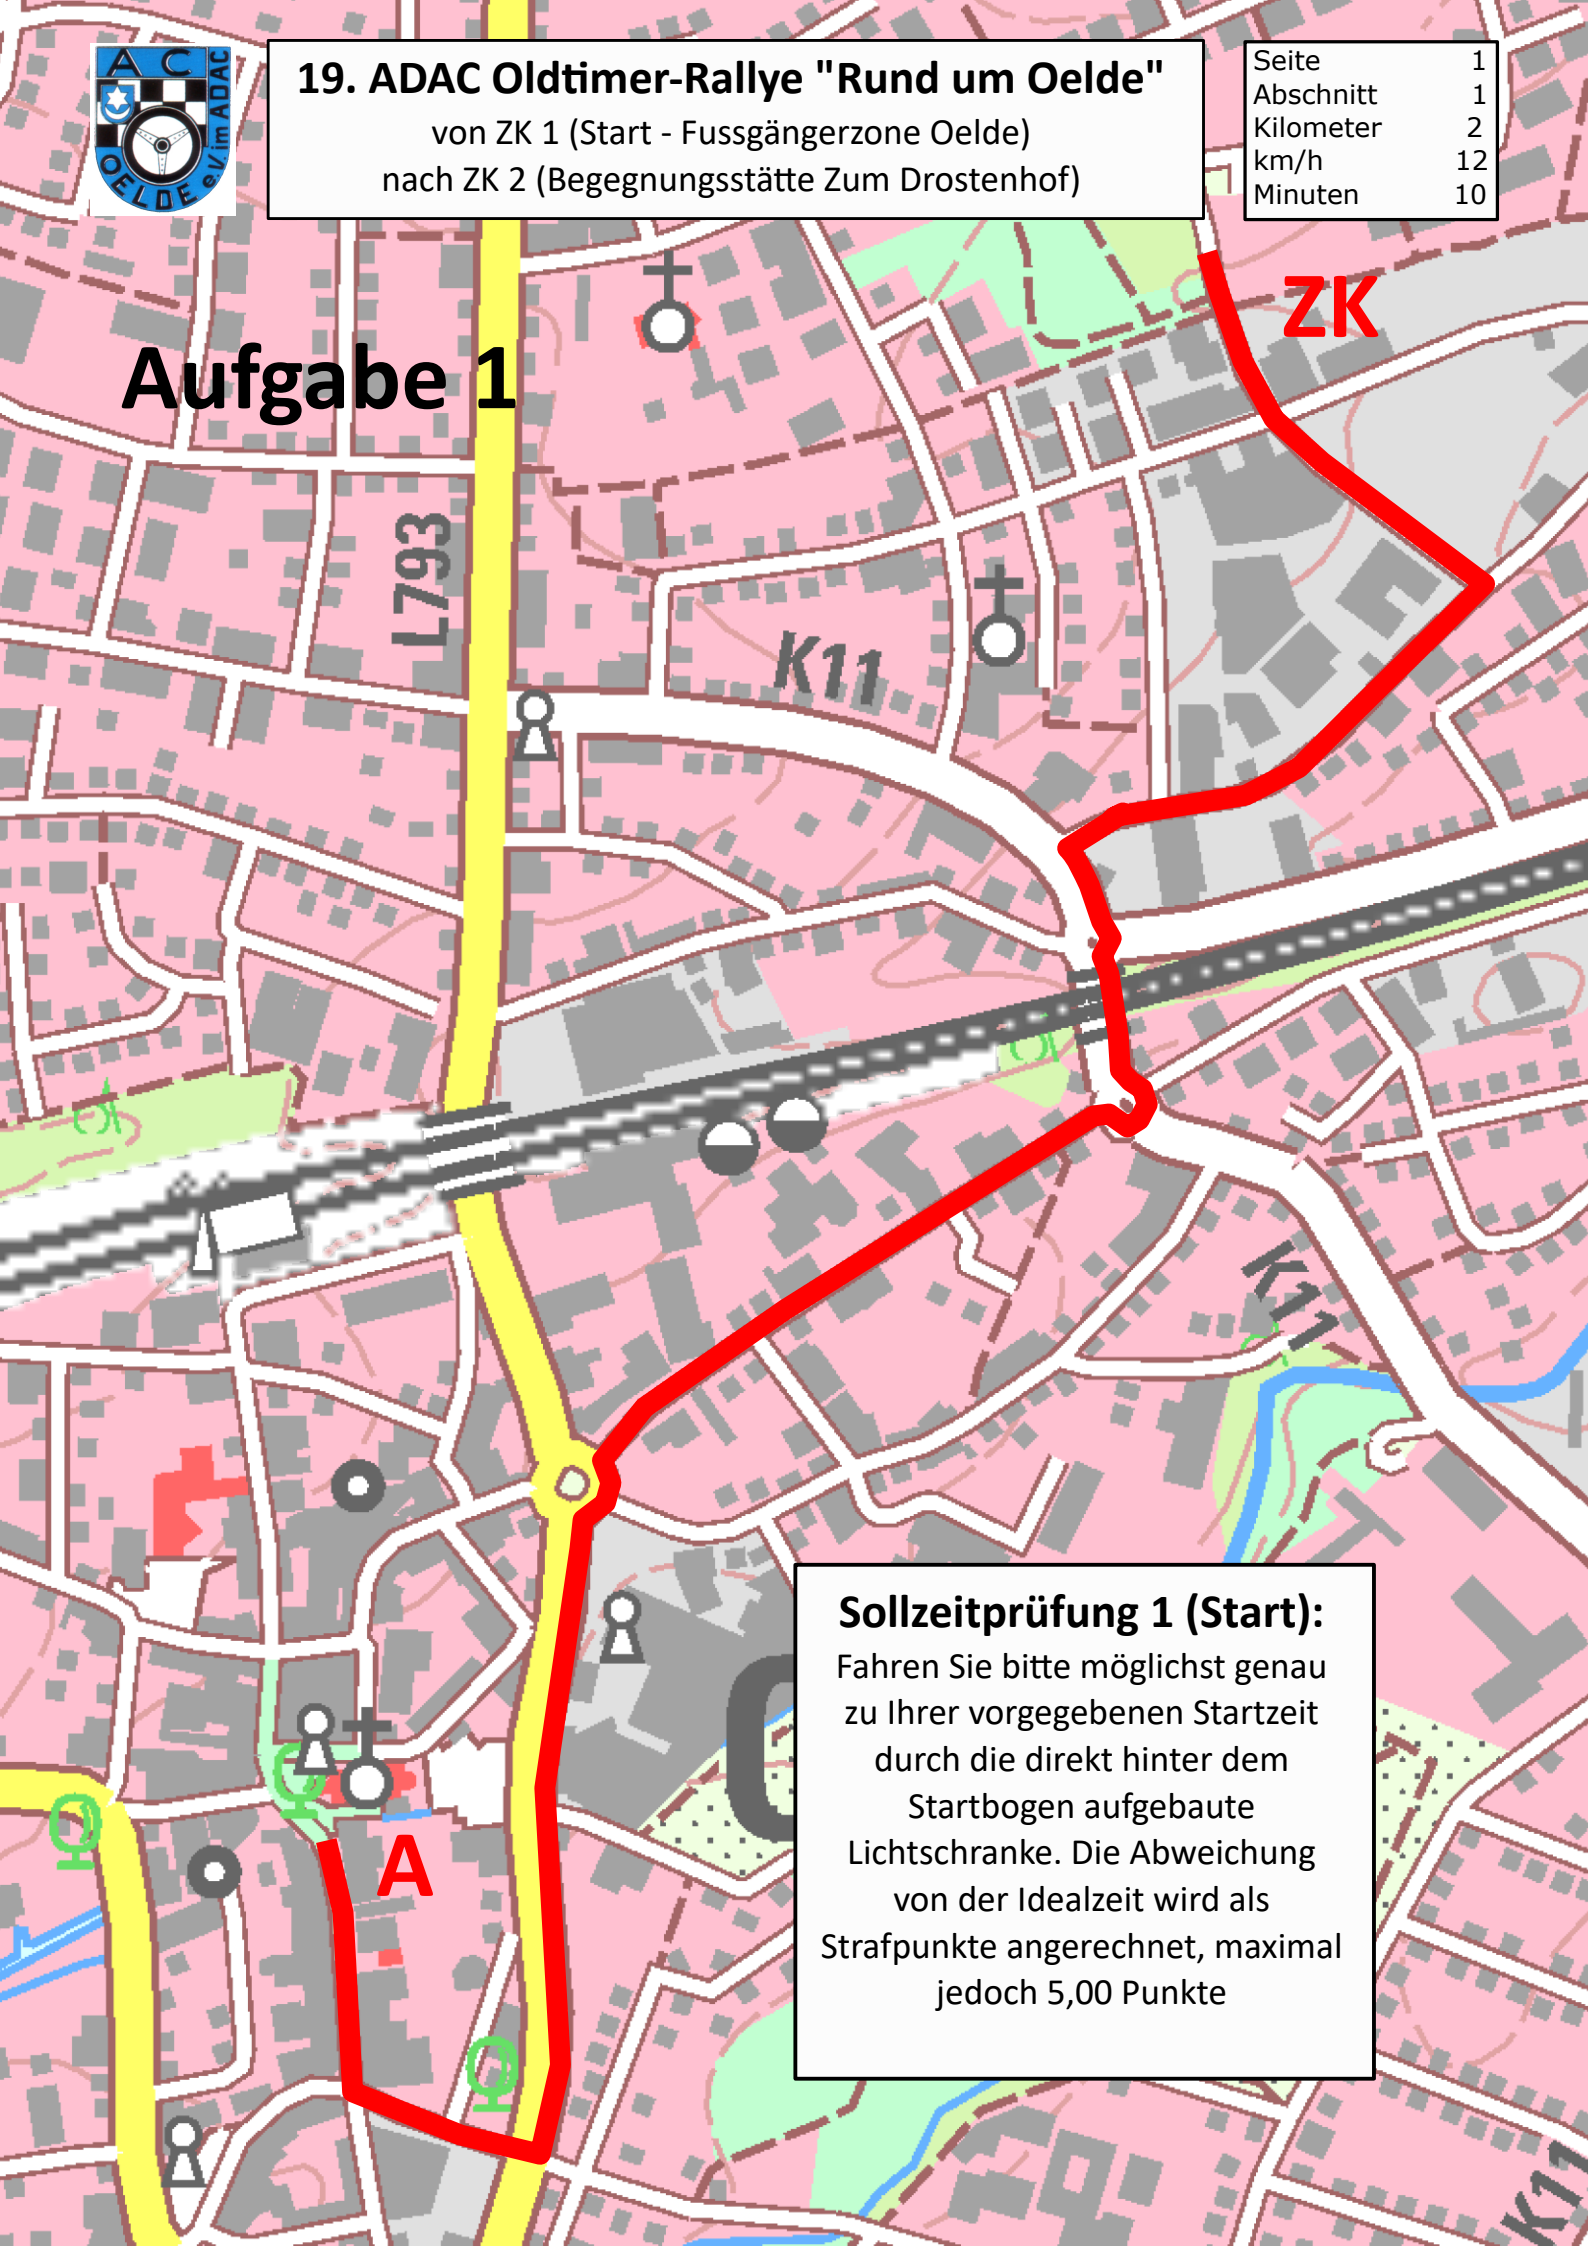 A C
OELDE e.V. im ADAC
19. ADAC Oldtimer-Rallye "Rund um Oelde"
von ZK 1 (Start - Fussgängerzone Oelde)
nach ZK 2 (Begegnungsstätte Zum Drostenhof)
Seite 1
Abschnitt 1
Kilometer 2
km/h 12
Minuten 10
ZK
Aufgabe 1
L793
K11
K11
Sollzeitprüfung 1 (Start):
Fahren Sie bitte möglichst genau
zu Ihrer vorgegebenen Startzeit
durch die direkt hinter dem
Startbogen aufgebaute
Lichtschranke. Die Abweichung
von der Idealzeit wird als
Strafpunkte angerechnet, maximal
jedoch 5,00 Punkte
A
K11